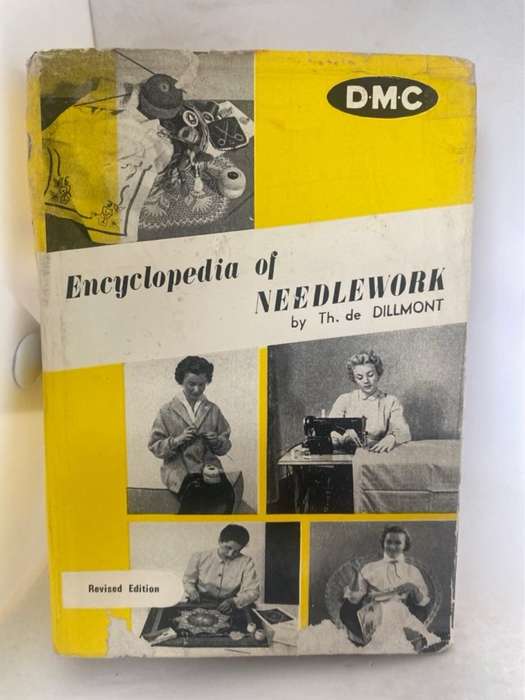 D·M·C
Encyclopedia of
NEEDLEWORK
by Th. de DILLMONT
Revised Edition